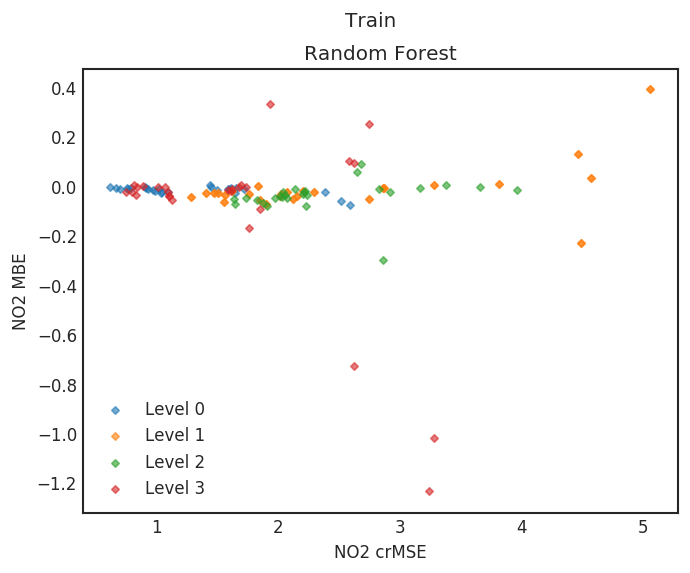 Train
Random Forest
NO2 MBE
0.4
0.2
0.0
−0.2
−0.4
−0.6
−0.8
−1.0
−1.2
Level 0
Level 1
Level 2
Level 3
1 2 3 4 5
NO2 crMSE